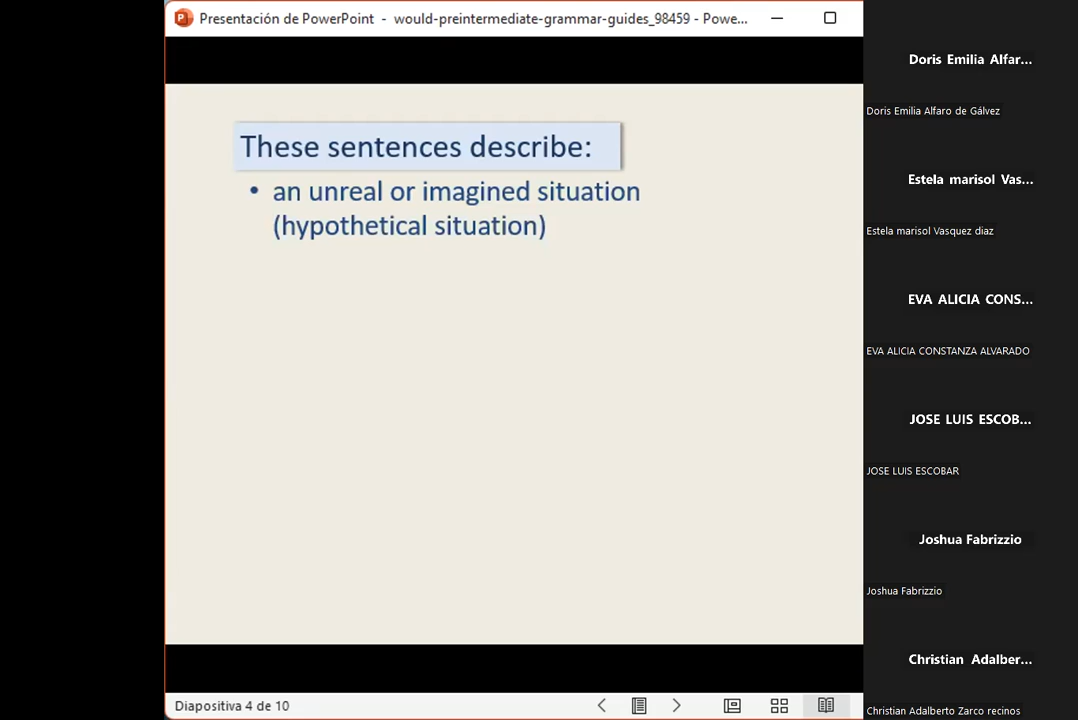 Presentación de PowerPoint - would-preintermediate-grammar-guides_98459 - Powe...
These sentences describe:
• an unreal or imagined situation
(hypothetical situation)
Diapositiva 4 de 10
Doris Emilia Alfar...
Doris Emilia Alfaro de Gálvez
Estela marisol Vas...
Estela marisol Vasquez diaz
EVA ALICIA CONS...
EVA ALICIA CONSTANZA ALVARADO
JOSE LUIS ESCOB...
JOSE LUIS ESCOBAR
Joshua Fabrizzio
Joshua Fabrizzio
Christian Adalber...
Christian Adalberto Zarco recinos